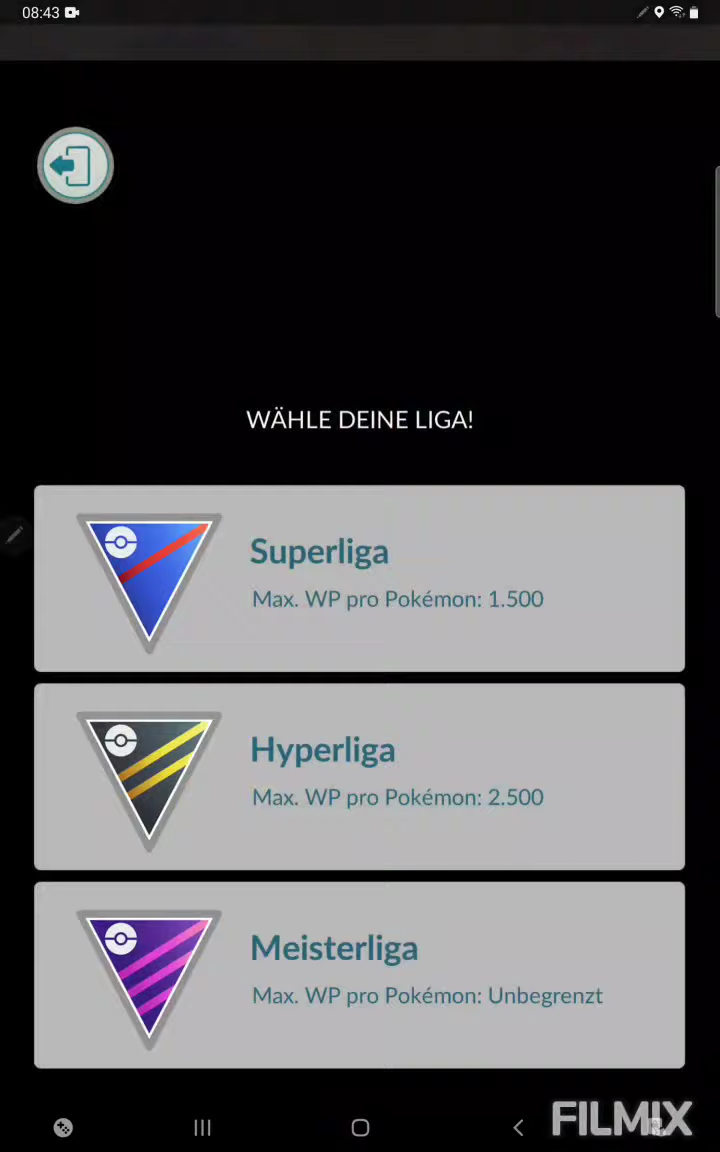 08:43
WÄHLE DEINE LIGA!
Superliga
Max. WP pro Pokémon: 1.500
Hyperliga
Max. WP pro Pokémon: 2.500
Meisterliga
Max. WP pro Pokémon: Unbegrenzt
FILMIX